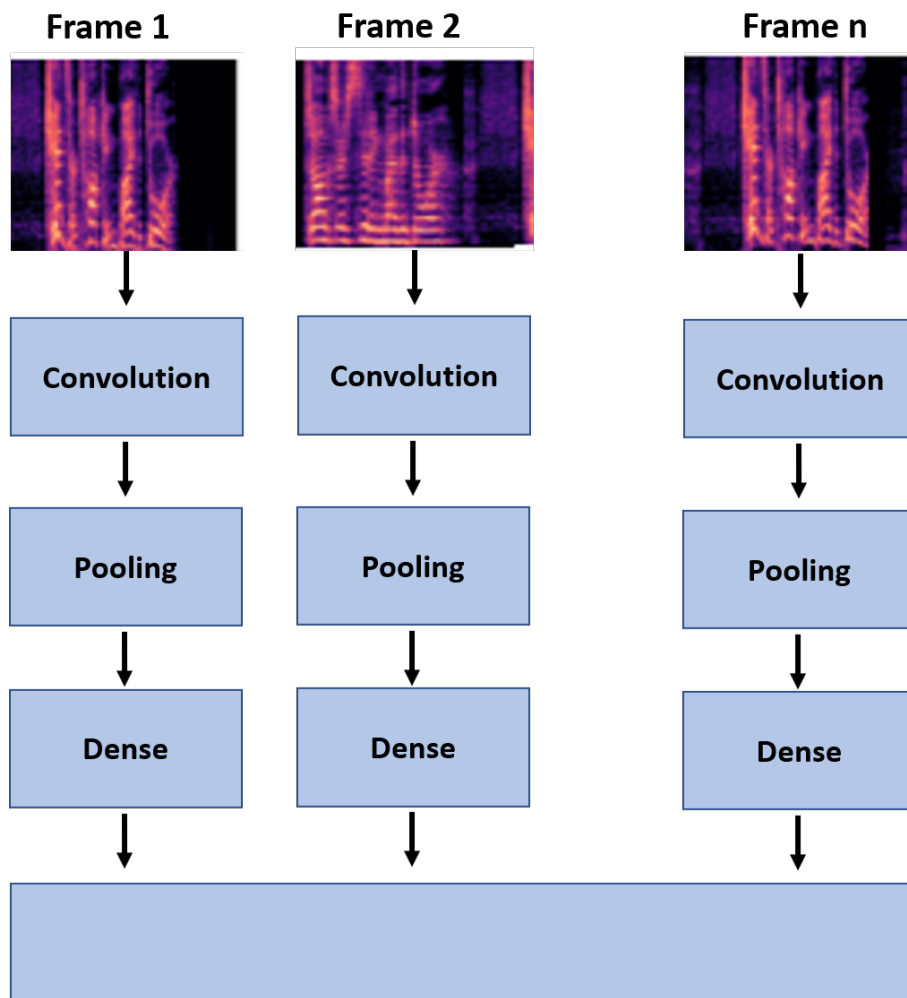 Frame 1
Frame 2
Frame n
Convolution
Convolution
Convolution
Pooling
Pooling
Pooling
Dense
Dense
Dense